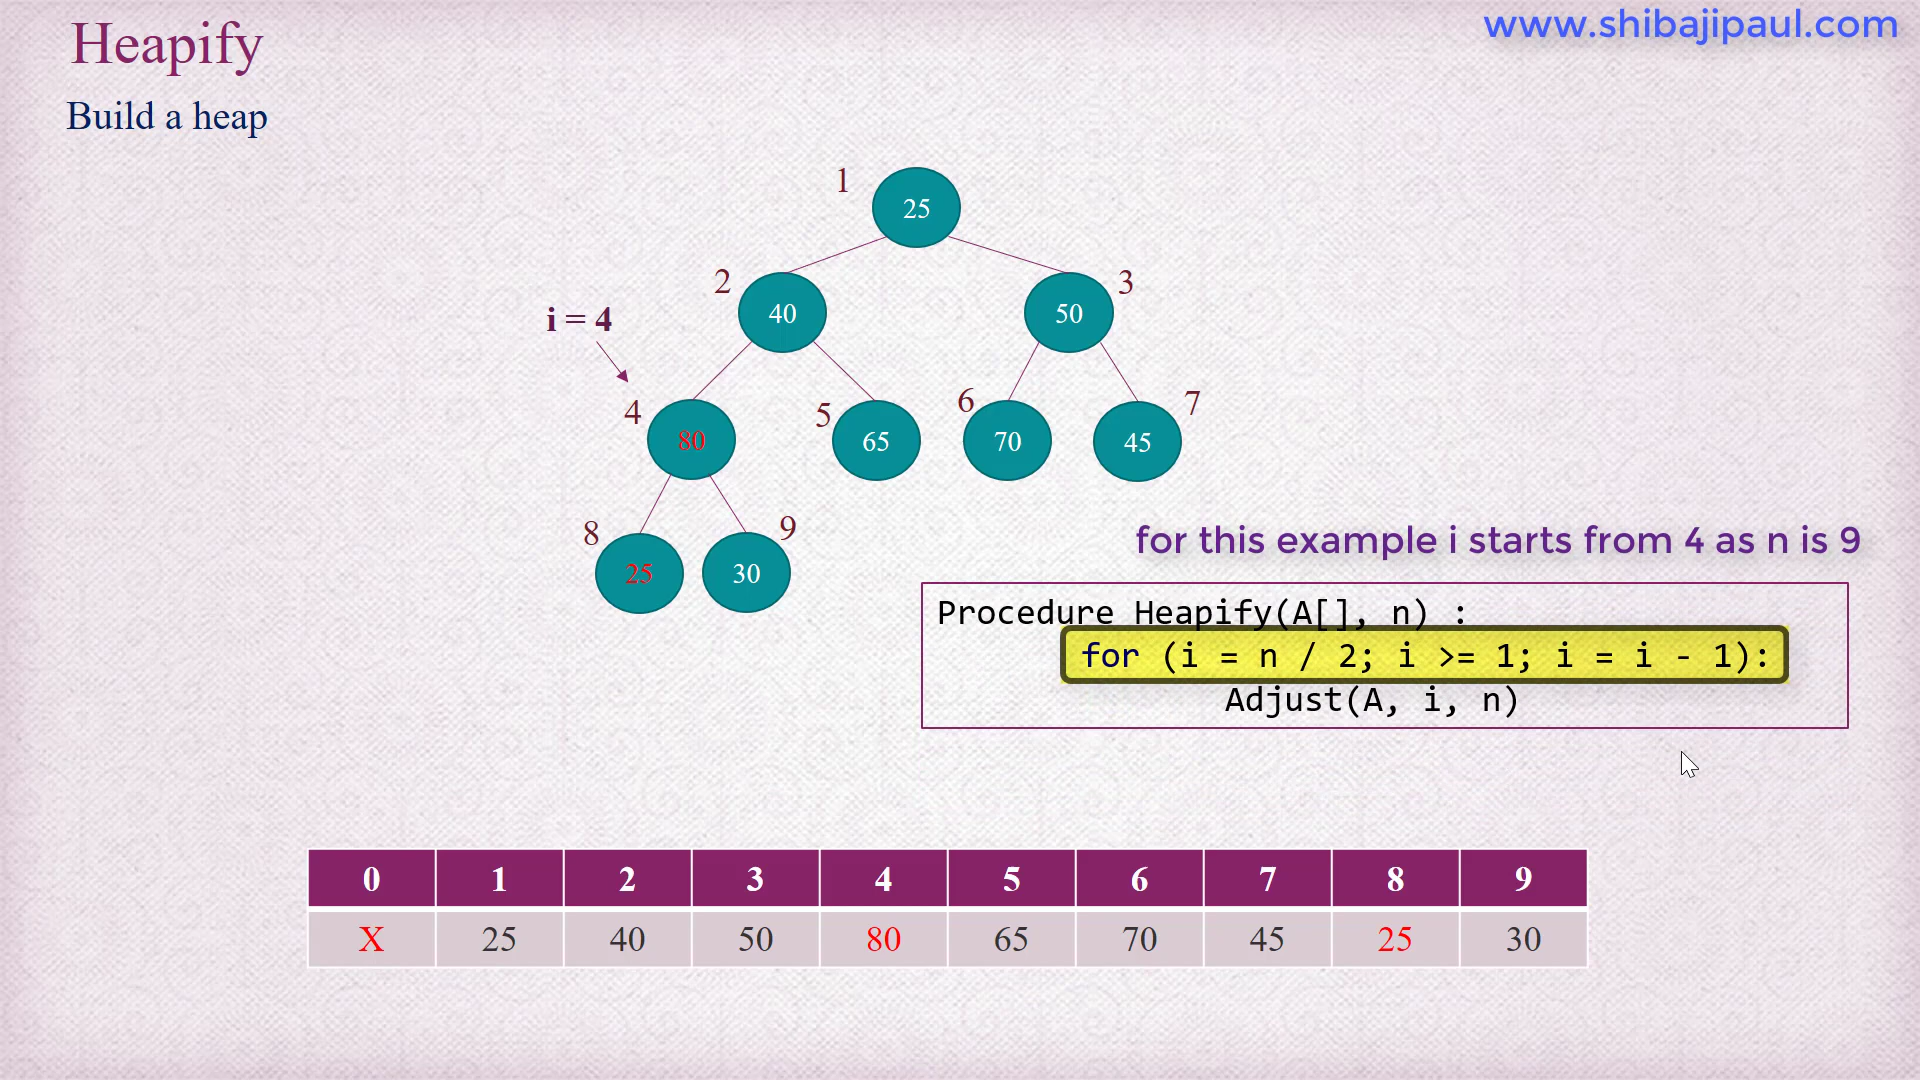 Heapify
www.shibajipaul.com
Build a heap
1
25
2
40
3
50
i = 4
4
80
5
65
6
70
7
45
8
25
9
30
for this example i starts from 4 as n is 9
Procedure Heapify(A[], n) :
for (i = n / 2; i >= 1; i = i - 1):
Adjust(A, i, n)
0 1 2 3 4 5 6 7 8 9
X 25 40 50 80 65 70 45 25 30